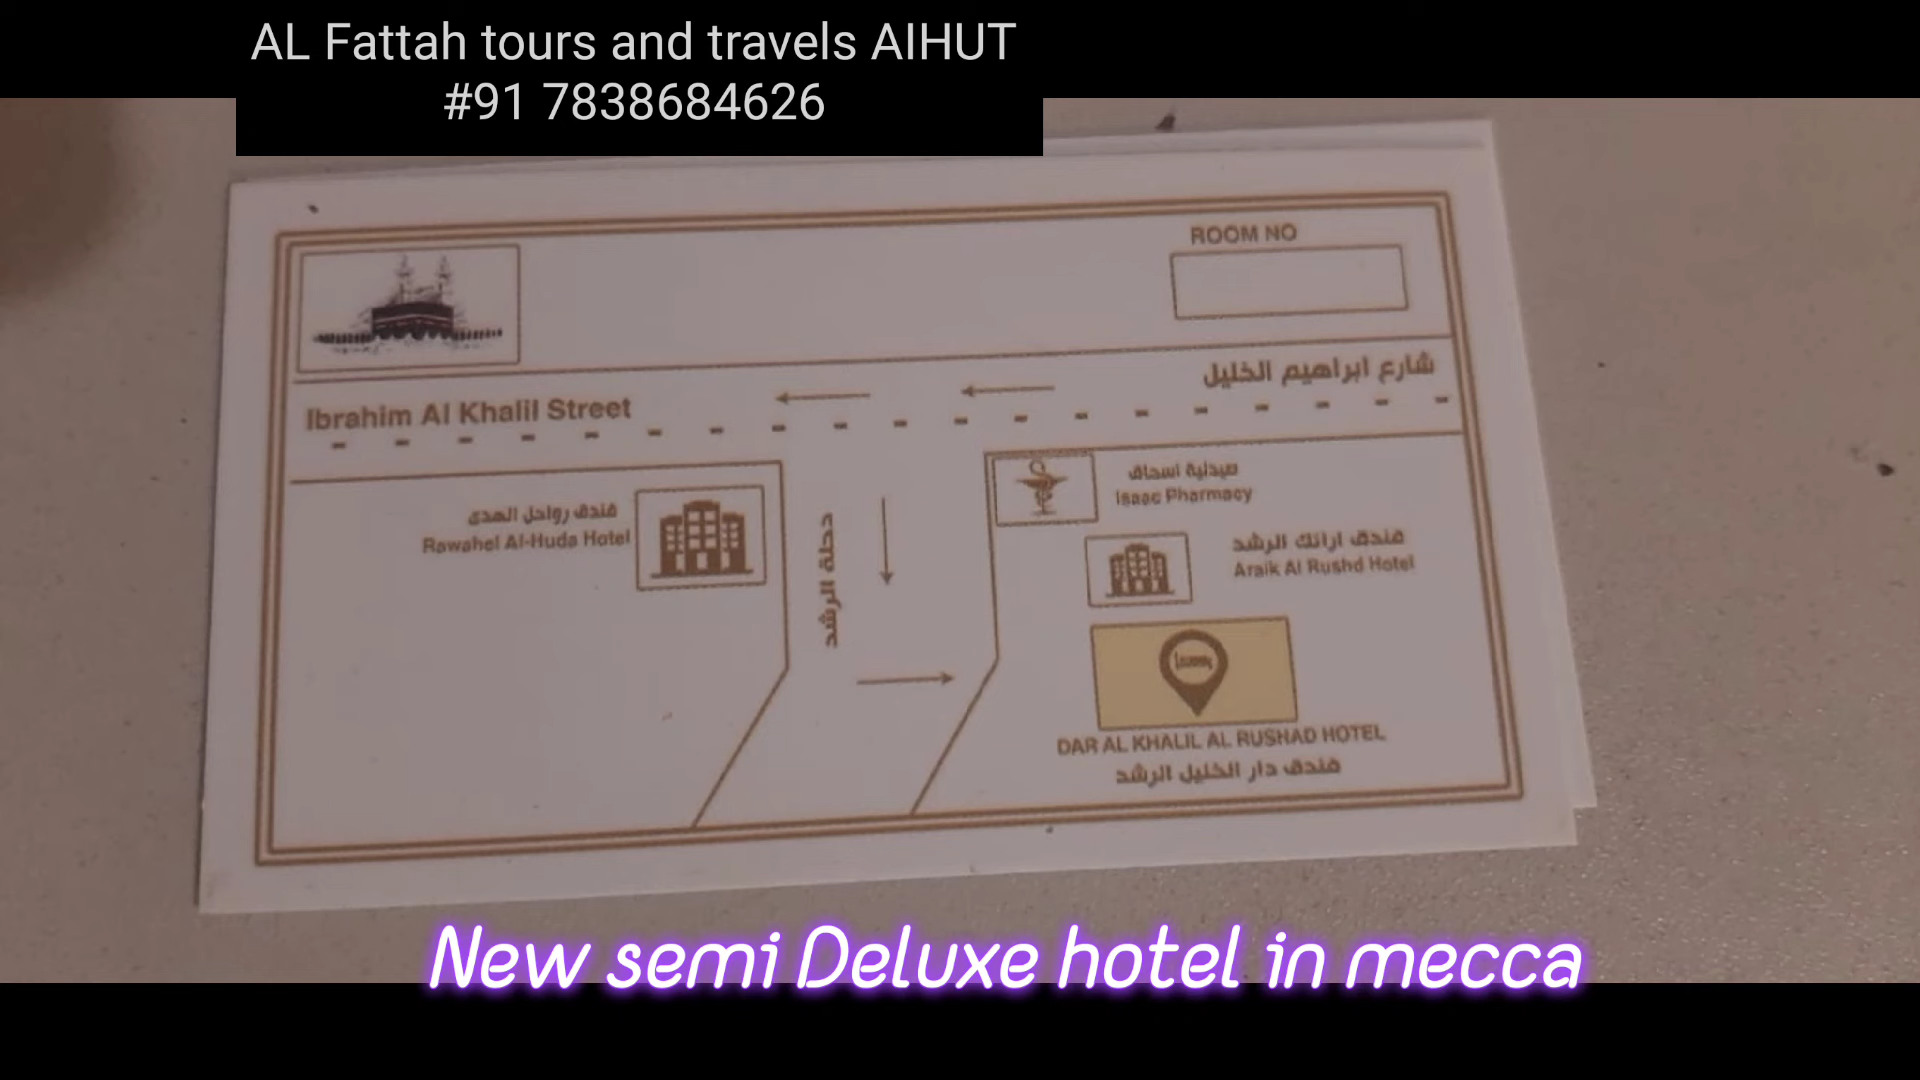 AL Fattah tours and travels AIHUT
#91 7838684626
ROOM NO
شارع ابراهيم الخليل
Ibrahim Al Khalil Street
صيدلية اسحاق
Isaac Pharmacy
فندق رواحل الهدى
Rawahel Al-Huda Hotel
دحلة الرشد
فندق ارائك الرشد
Araik Al Rushd Hotel
DAR AL KHALIL AL RUSHAD HOTEL
فندق دار الخليل الرشد
New semi Deluxe hotel in mecca